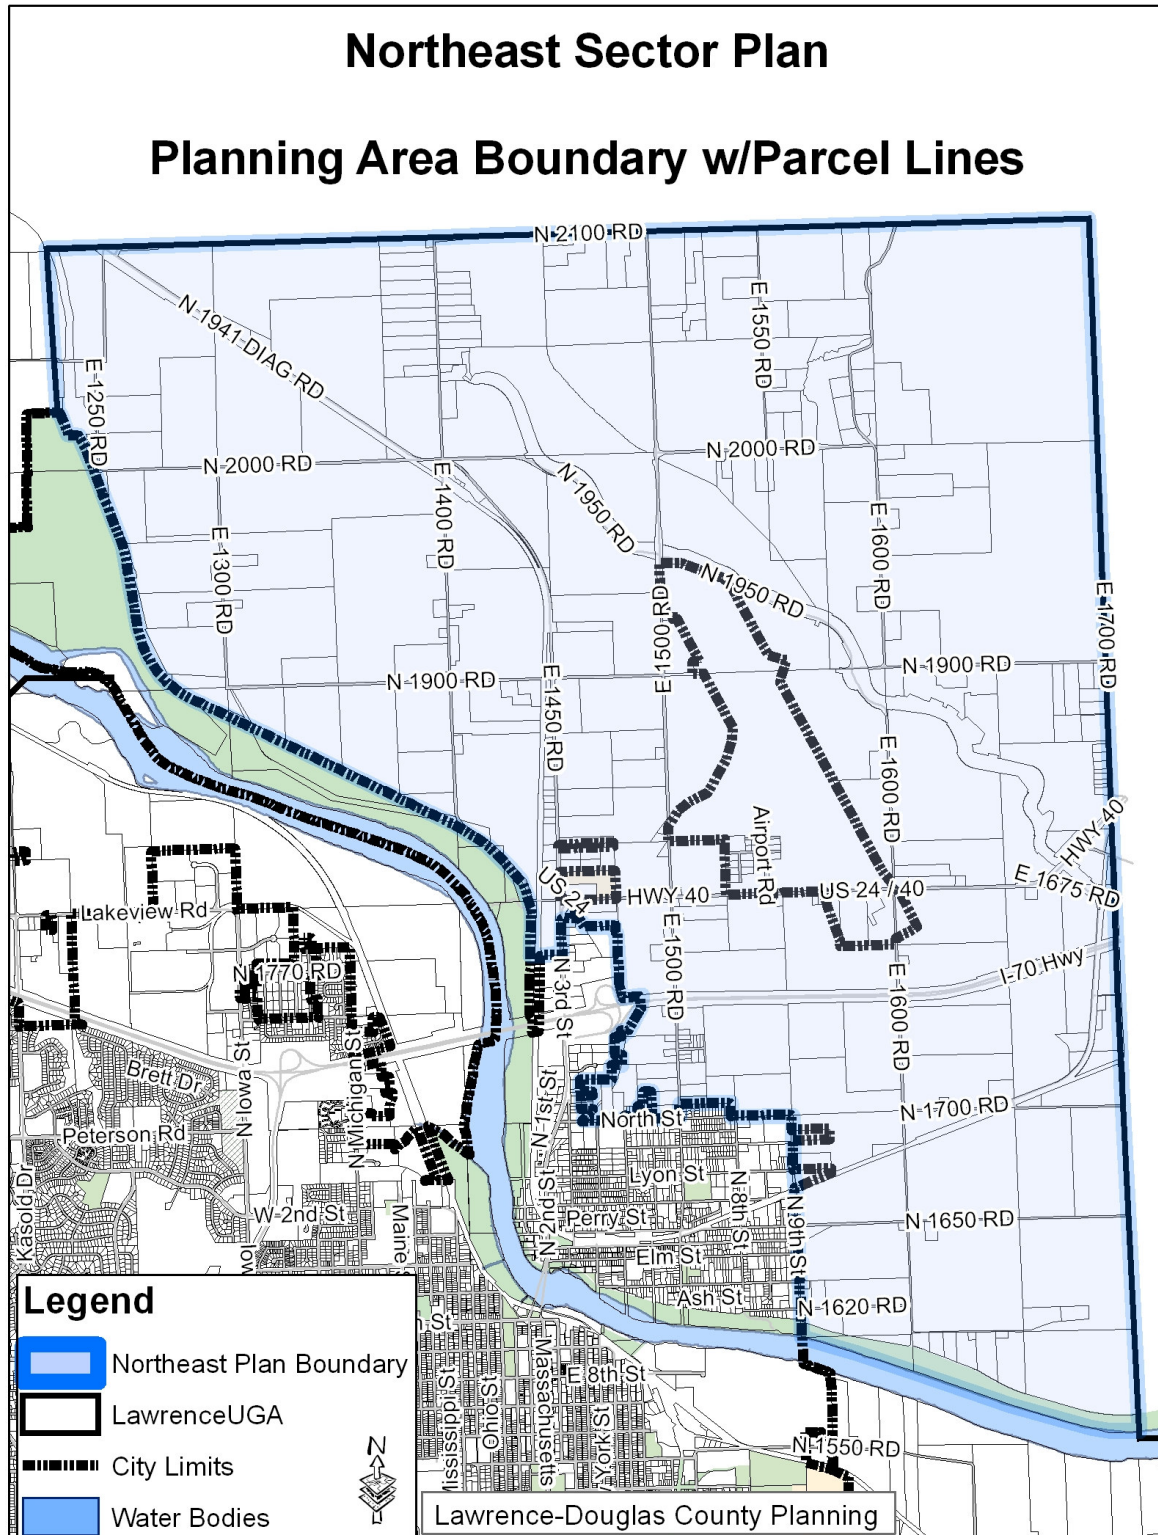 Northeast Sector Plan
Planning Area Boundary w/Parcel Lines
N 2100 RD
N 1941 DIAG RD
E 1550 RD
E 1250 RD
N 2000 RD
N 2000 RD
E 1400 RD
N 1950 RD
E 1300 RD
E 1600 RD
N 1950 RD
E 1500 RD
E 1700 RD
N 1900 RD
N 1900 RD
E 1450 RD
E 1600 RD
Airport Rd
HWY 40
US 24
HWY 40
US 24 / 40
E 1675 RD
Lakeview Rd
E 1500 RD
N 1770 RD
N 3rd St
I-70 Hwy
E 1600 RD
Brett Dr
N Iowa St
N Michigan St
N 1st St
North St
N 1700 RD
Peterson Rd
Kasold Dr
Lyon St
N 8th St
W 2nd St
Maine
N 2nd St
Perry St
N 9th St
N 1650 RD
Elm St
Ash St
N 1620 RD
Legend
Northeast Plan Boundary
LawrenceUGA
City Limits
Water Bodies
Mississippi St
Ohio St
Massachusetts
E 8th St
York St
N 1550 RD
N
Lawrence-Douglas County Planning